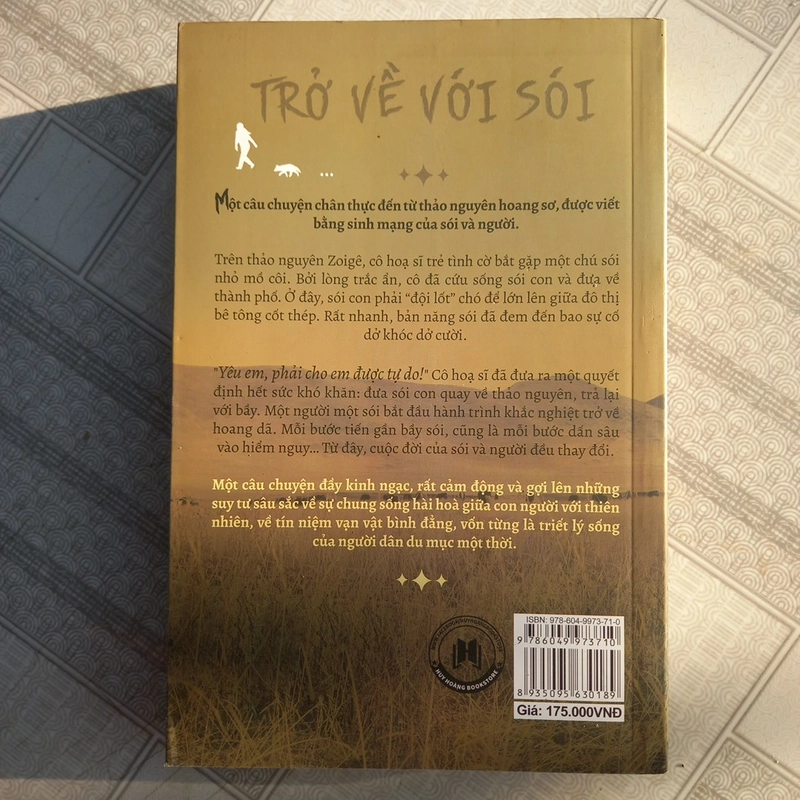 TRỞ VỀ VỚI SÓI
...
Một câu chuyện chân thực đến từ thảo nguyên hoang sơ, được viết
bằng sinh mạng của sói và người.
Trên thảo nguyên Zoigê, cô hoạ sĩ trẻ tình cờ bắt gặp một chú sói
nhỏ mồ côi. Bởi lòng trắc ẩn, cô đã cứu sống sói con và đưa về
thành phố. Ở đây, sói con phải “đội lốt” chó để lớn lên giữa đô thị
bê tông cốt thép. Rất nhanh, bản năng sói đã đem đến bao sự cố
dở khóc dở cười.
"Yêu em, phải cho em được tự do!" Cô hoạ sĩ đã đưa ra một quyết
định hết sức khó khăn: đưa sói con quay về thảo nguyên, trả lại
với bầy. Một người một sói bắt đầu hành trình khắc nghiệt trở về
hoang dã. Mỗi bước tiến gần bầy sói, cũng là mỗi bước dấn sâu
vào hiểm nguy... Từ đây, cuộc đời của sói và người đều thay đổi.
Một câu chuyện đầy kinh ngạc, rất cảm động và gợi lên những
suy tư sâu sắc về sự chung sống hài hoà giữa con người với thiên
nhiên, về tín niệm vạn vật bình đẳng, vốn từng là triết lý sống
của người dân du mục một thời.
ISBN: 978-604-9973-71-0
9 786049 973710
8 935095 630189
Giá: 175.000VNĐ
HUY HOÀNG BOOKSTORE